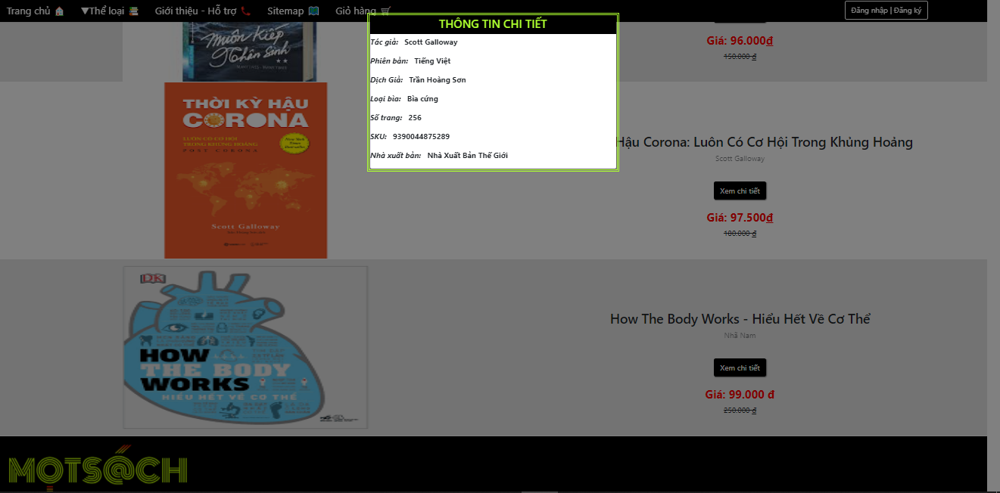 Trang chủ
▼Thể loại
Giới thiệu - Hỗ trợ
Sitemap
Giỏ hàng
Đăng nhập | Đăng ký
THÔNG TIN CHI TIẾT
Tác giả: Scott Galloway
Phiên bản: Tiếng Việt
Dịch Giả: Trần Hoàng Sơn
Loại bìa: Bìa cứng
Số trang: 256
SKU: 9390044875289
Nhà xuất bản: Nhà Xuất Bản Thế Giới
Muôn Kiếp
Nhân Sinh
Giá: 96.000đ
150.000 đ
THỜI KỲ HẬU
CORONA
LUÔN CÓ CƠ HỘI
TRONG KHỦNG HOẢNG
POST CORONA
Scott Galloway
Hậu Corona: Luôn Có Cơ Hội Trong Khủng Hoảng
Scott Galloway
Xem chi tiết
Giá: 97.500đ
180.000 đ
DK
HOW
THE BODY
WORKS
HIỂU HẾT VỀ CƠ THỂ
How The Body Works - Hiểu Hết Về Cơ Thể
Nhã Nam
Xem chi tiết
Giá: 99.000 đ
250.000 đ
MỌTS@́CH